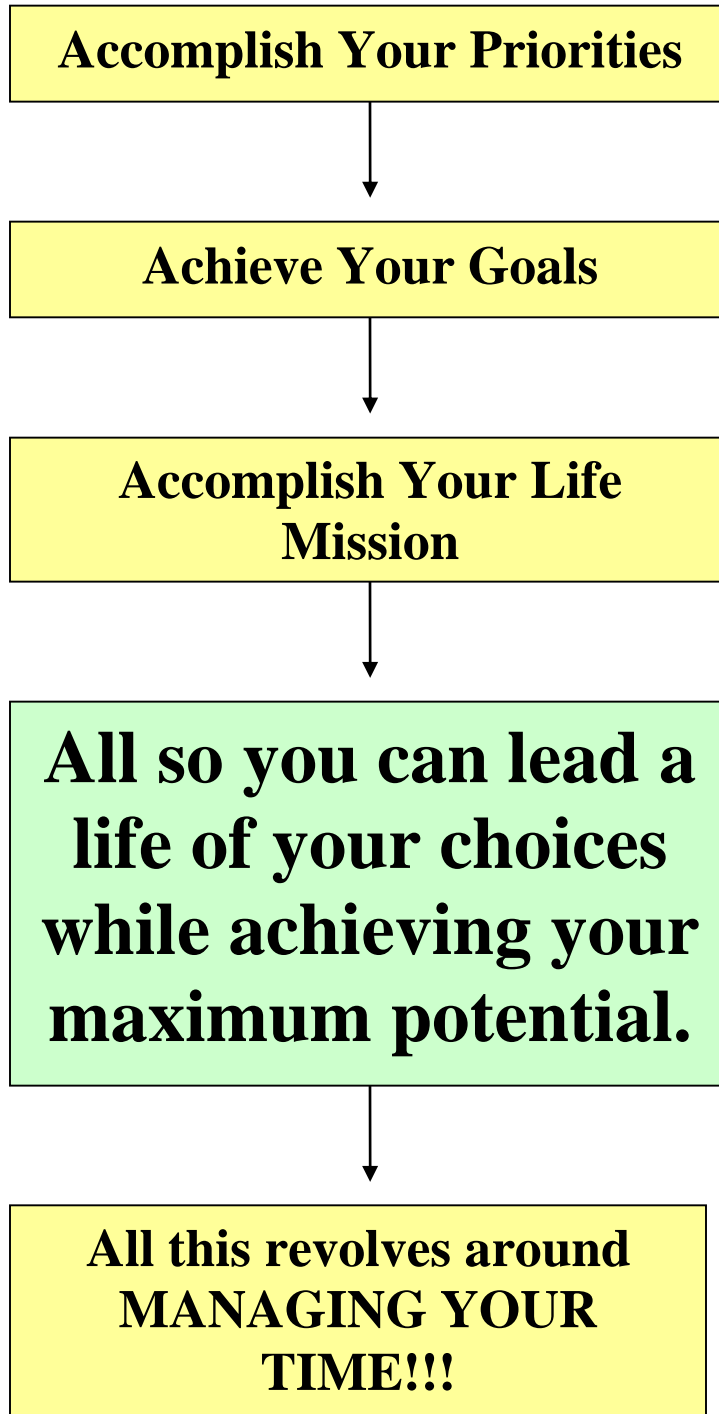 Accomplish Your Priorities
Achieve Your Goals
Accomplish Your Life
Mission
All so you can lead a
life of your choices
while achieving your
maximum potential.
All this revolves around
MANAGING YOUR
TIME!!!